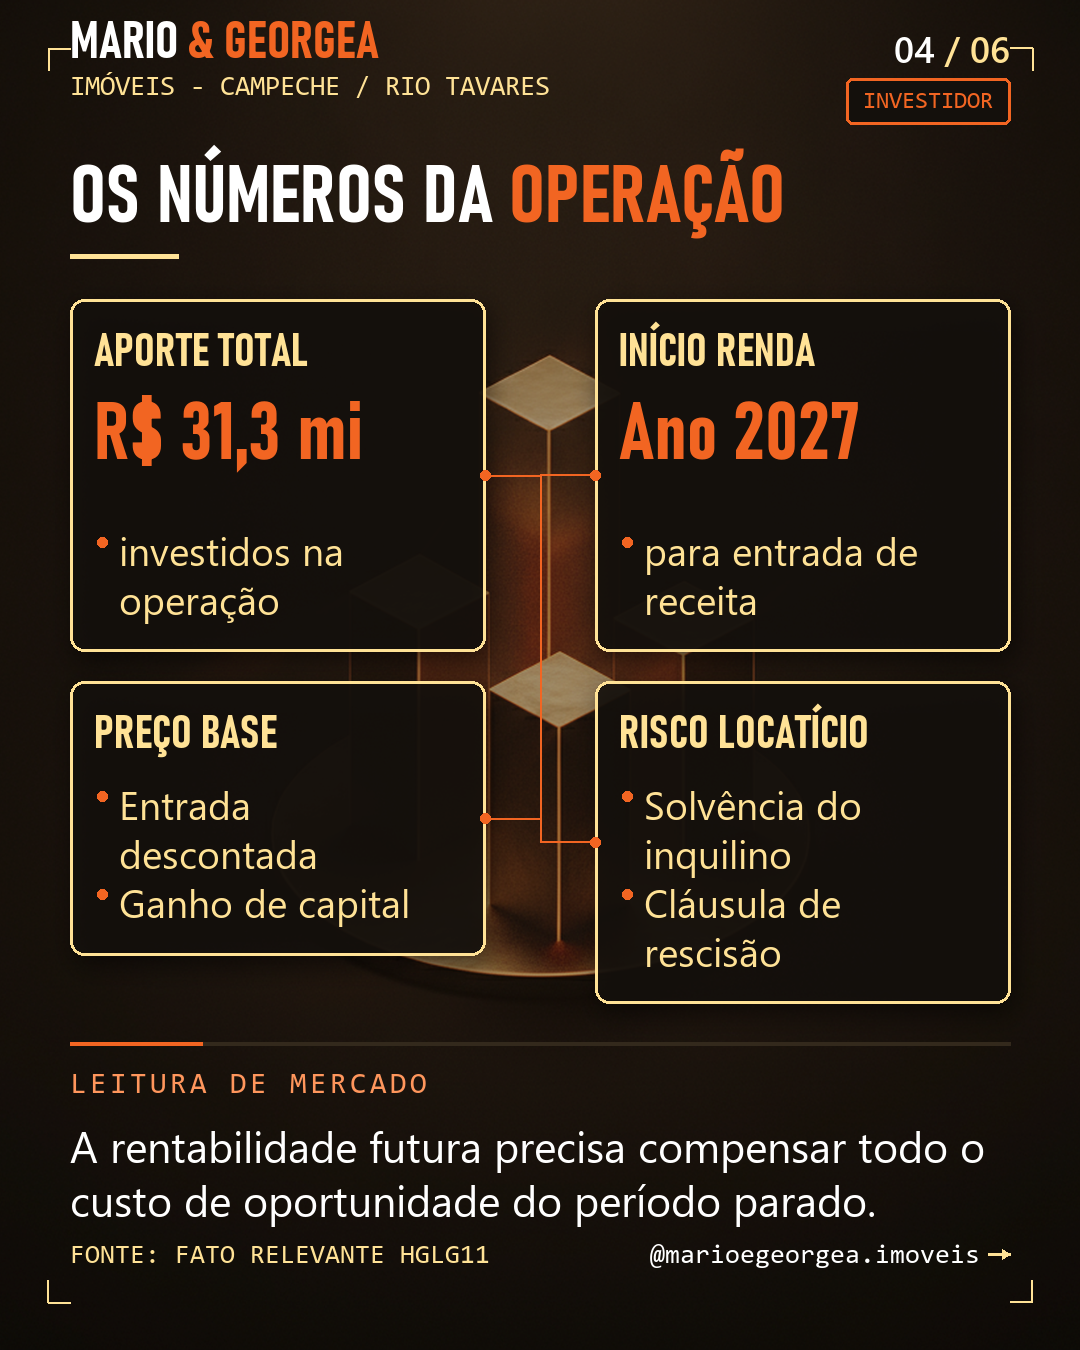 MARIO & GEORGEA
IMÓVEIS - CAMPECHE / RIO TAVARES
04 / 06
INVESTIDOR
OS NÚMEROS DA OPERAÇÃO
APORTE TOTAL
R$ 31,3 mi
• investidos na
operação
INÍCIO RENDA
Ano 2027
• para entrada de
receita
PREÇO BASE
• Entrada
descontada
• Ganho de capital
RISCO LOCATÍCIO
• Solvência do
inquilino
• Cláusula de
rescisão
LEITURA DE MERCADO
A rentabilidade futura precisa compensar todo o
custo de oportunidade do período parado.
FONTE: FATO RELEVANTE HGLG11
@marioegeorgea.imoveis →